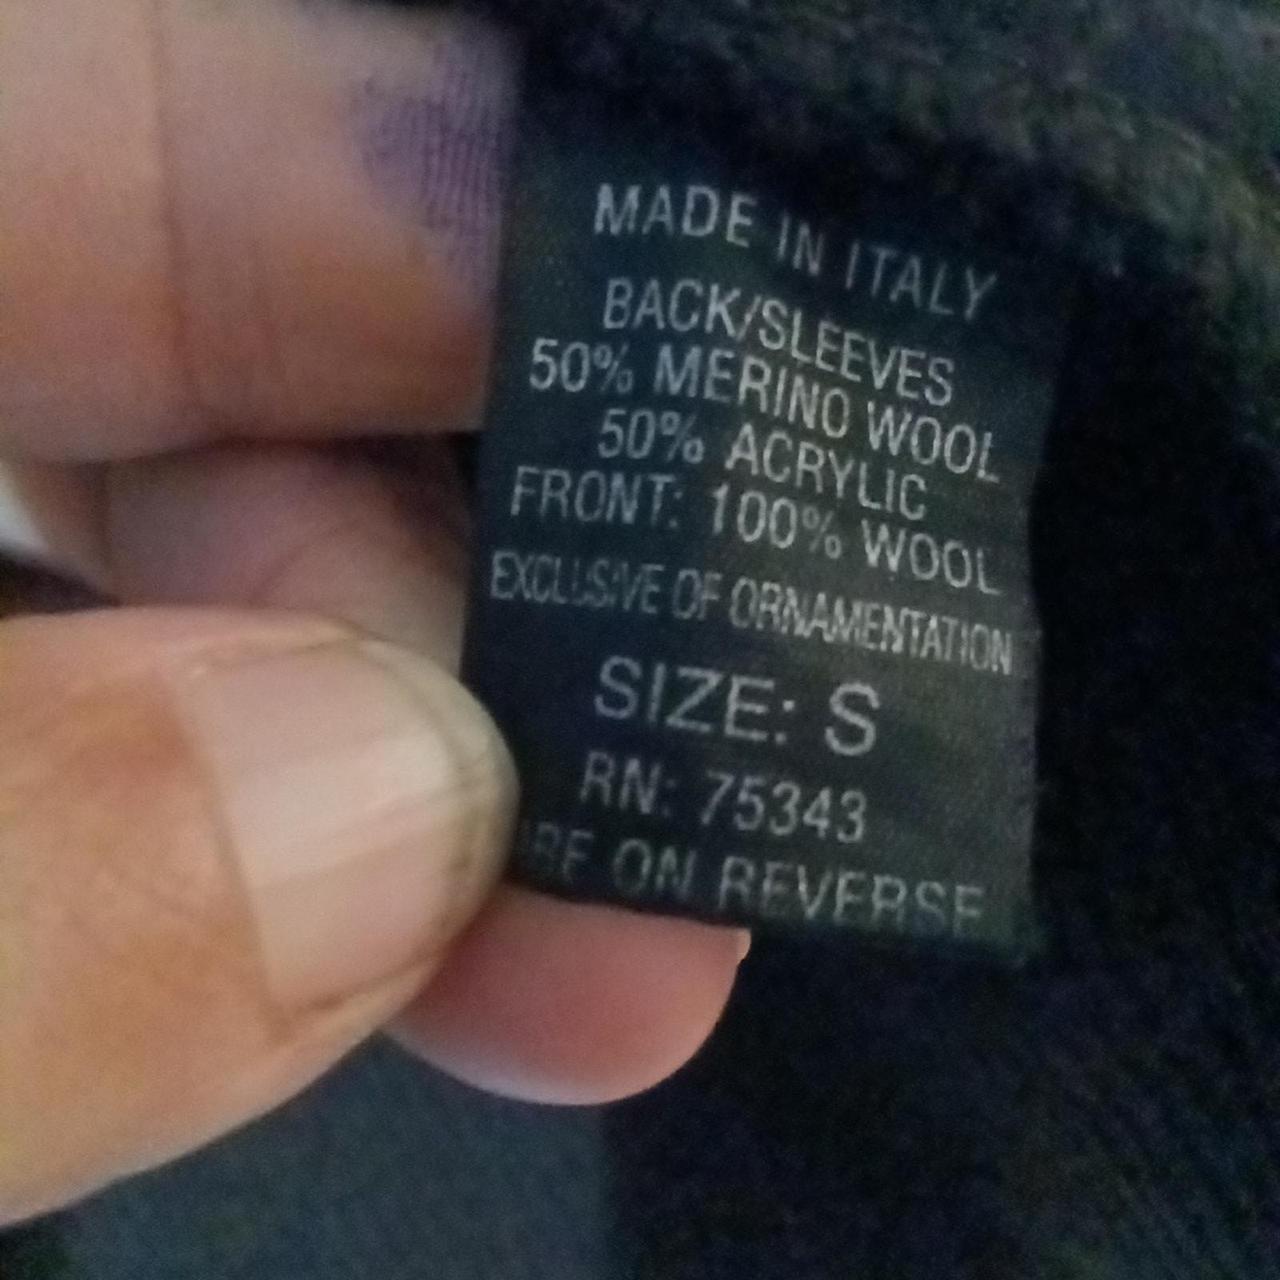 MADE IN ITALY
BACK/SLEEVES
50% MERINO WOOL
50% ACRYLIC
FRONT: 100% WOOL
EXCLUSIVE OF ORNAMENTATION
SIZE: S
RN: 75343
ON REVERSE